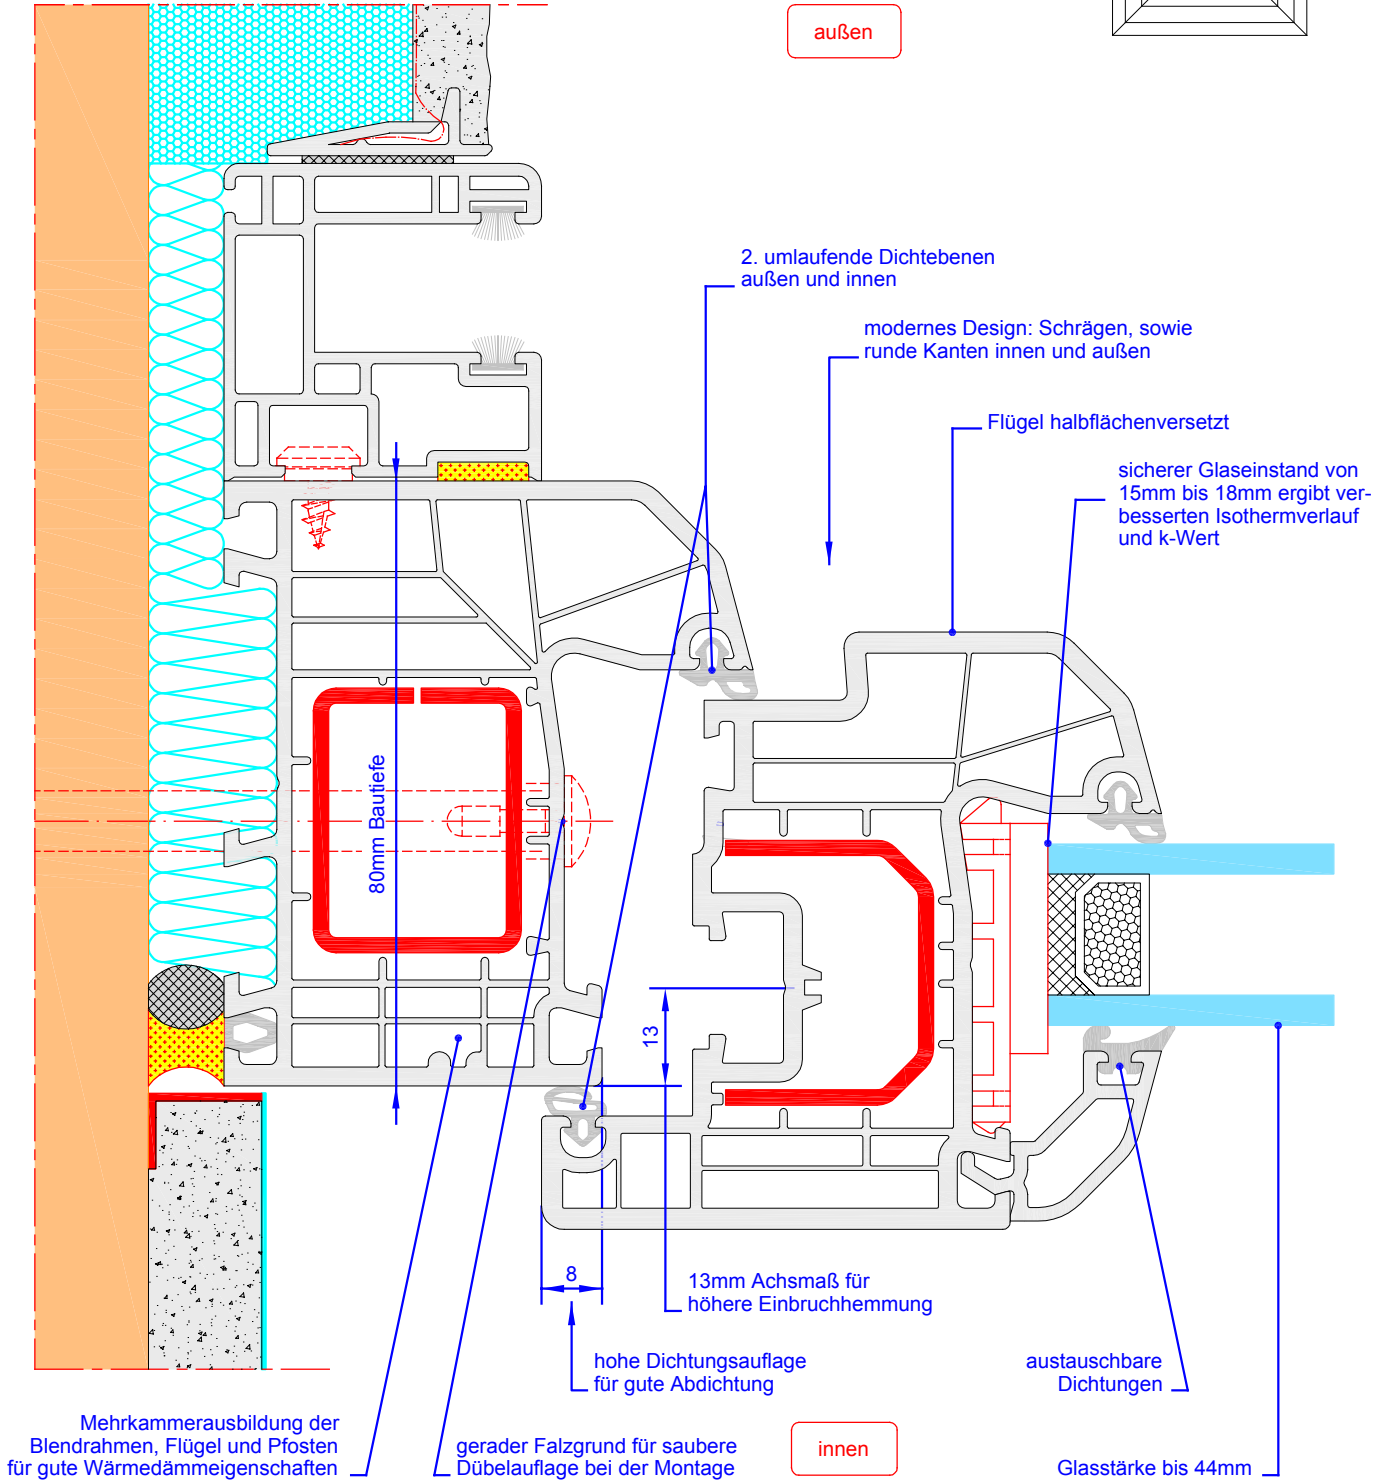 außen
2. umlaufende Dichtebenen
außen und innen
modernes Design: Schrägen, sowie
runde Kanten innen und außen
Flügel halbflächenversetzt
sicherer Glaseinstand von
15mm bis 18mm ergibt ver-
besserten Isothermverlauf
und k-Wert
80mm Bautiefe
13
8
13mm Achsmaß für
höhere Einbruchhemmung
hohe Dichtungsauflage
für gute Abdichtung
austauschbare
Dichtungen
Mehrkammerausbildung der
Blendrahmen, Flügel und Pfosten
für gute Wärmedämmeigenschaften
gerader Falzgrund für saubere
Dübelauflage bei der Montage
innen
Glasstärke bis 44mm